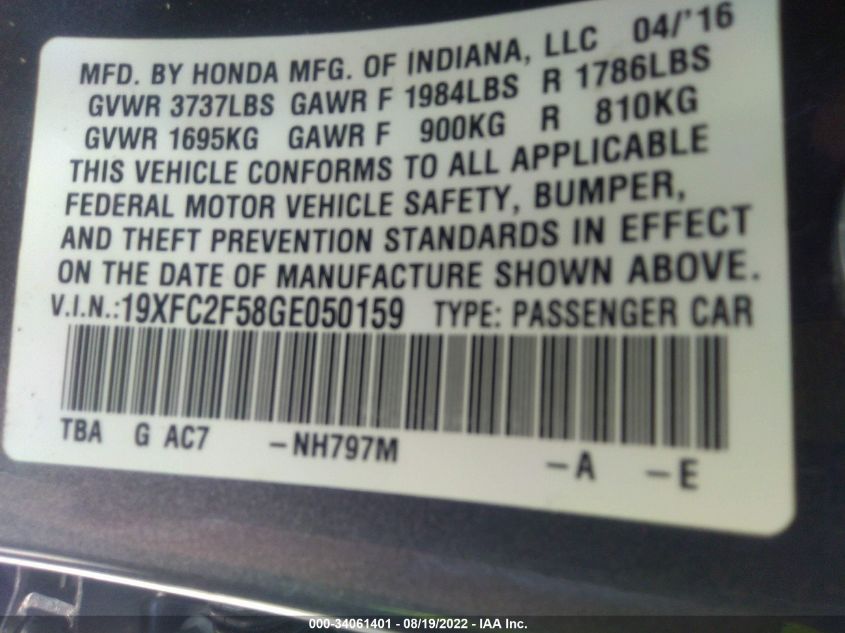 MFD. BY HONDA MFG. OF INDIANA, LLC 04/'16
GVWR 3737LBS GAWR F 1984LBS R 1786LBS
GVWR 1695KG GAWR F 900KG R 810KG
THIS VEHICLE CONFORMS TO ALL APPLICABLE
FEDERAL MOTOR VEHICLE SAFETY, BUMPER,
AND THEFT PREVENTION STANDARDS IN EFFECT
ON THE DATE OF MANUFACTURE SHOWN ABOVE.
V.I.N.:19XFC2F58GE050159 TYPE: PASSENGER CAR
TBA G AC7 -NH797M -A -E
000-34061401 - 08/19/2022 - IAA Inc.